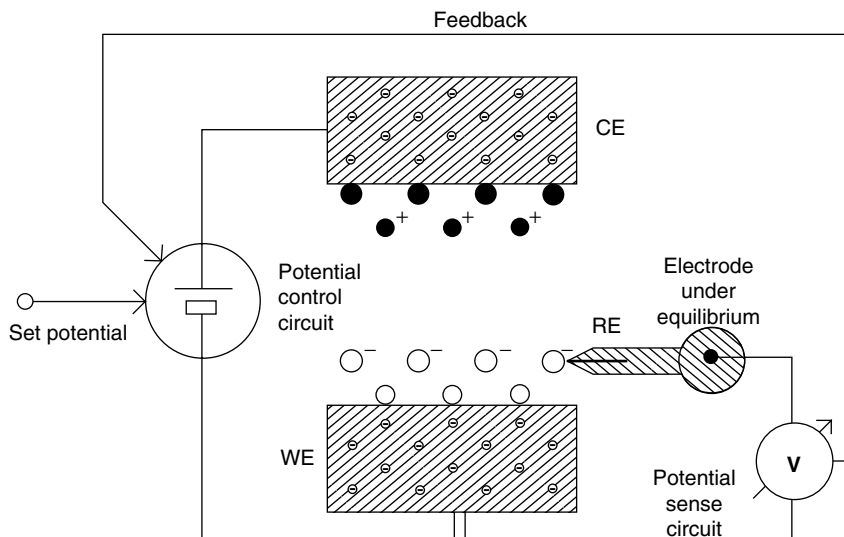 Feedback
CE
Potential
control
circuit
Set potential
Electrode
under
equilibrium
RE
WE
V
Potential
sense
circuit